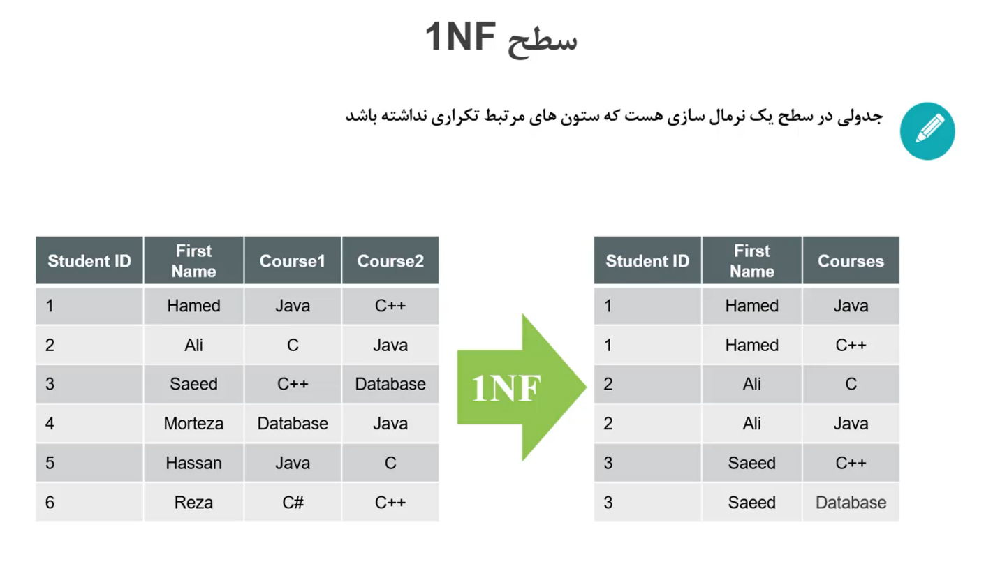 سطح 1NF
جدولی در سطح یک نرمال سازی هست که ستون های مرتبط تکراری نداشته باشد
Student ID First Name Course1 Course2
1 Hamed Java C++
2 Ali C Java
3 Saeed C++ Database
4 Morteza Database Java
5 Hassan Java C
6 Reza C# C++
1NF
Student ID First Name Courses
1 Hamed Java
1 Hamed C++
2 Ali C
2 Ali Java
3 Saeed C++
3 Saeed Database